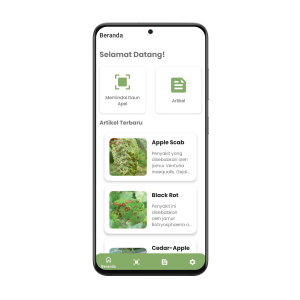 Beranda
Selamat Datang!
Memindai Daun
Apel
Artikel
Artikel Terbaru
Apple Scab
Penyakit yang
disebabkan oleh
jamur Venturia
inaequalis. Gejal...
Black Rot
Penyakit ini
disebabkan
oleh jamur
Botryosphaeria o...
Cedar-Apple
Beranda